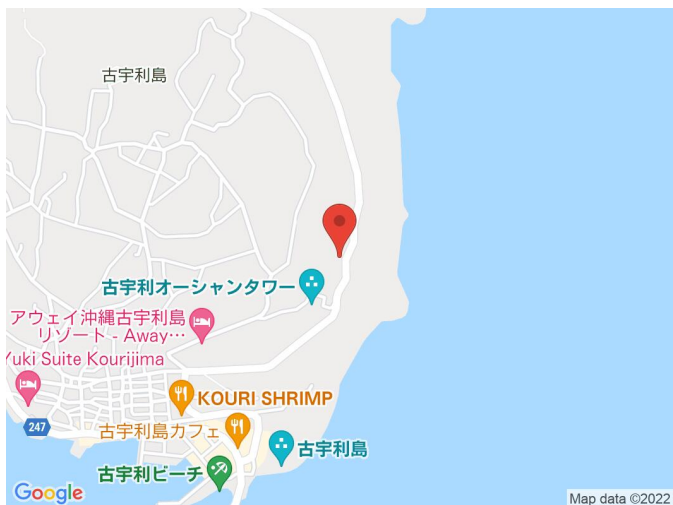 古宇利島
古宇利オーシャンタワー
アウェイ沖縄古宇利島
リゾート - Away…
Yuki Suite Kourijima
KOURI SHRIMP
247
古宇利島カフェ
古宇利島
古宇利ビーチ
Google
Map data ©2022